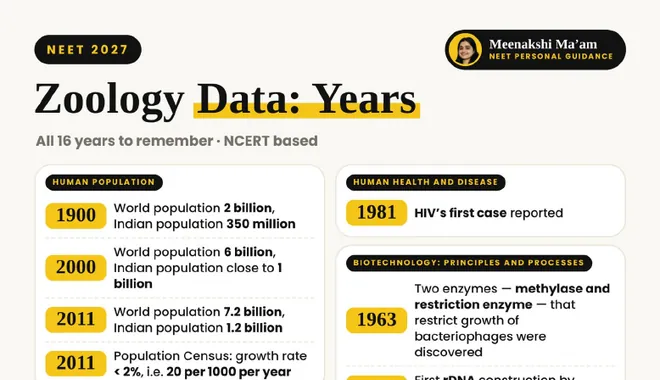 NEET 2027
Meenakshi Ma'am
NEET PERSONAL GUIDANCE
Zoology Data: Years
All 16 years to remember · NCERT based
HUMAN POPULATION
1900
World population 2 billion,
Indian population 350 million
2000
World population 6 billion,
Indian population close to 1
billion
2011
World population 7.2 billion,
Indian population 1.2 billion
2011
Population Census: growth rate
< 2%, i.e. 20 per 1000 per year
HUMAN HEALTH AND DISEASE
1981
HIV's first case reported
BIOTECHNOLOGY: PRINCIPLES AND PROCESSES
1963
Two enzymes — methylase and
restriction enzyme — that
restrict growth of
bacteriophages were
discovered
First rDNA construction by